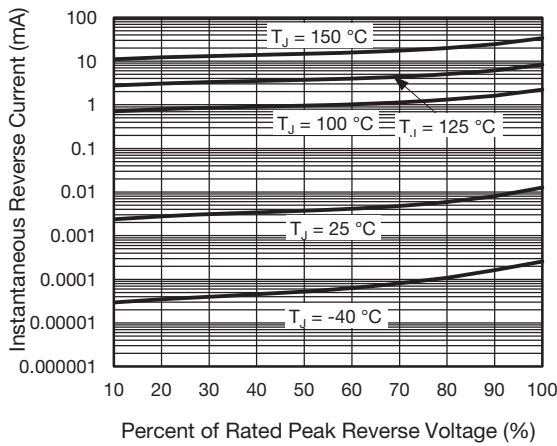 Instantaneous Reverse Current (mA)
100
10
1
0.1
0.01
0.001
0.0001
0.00001
0.000001
TJ = 150 °C
TJ = 100 °C
TJ = 125 °C
TJ = 25 °C
TJ = -40 °C
10 20 30 40 50 60 70 80 90 100
Percent of Rated Peak Reverse Voltage (%)